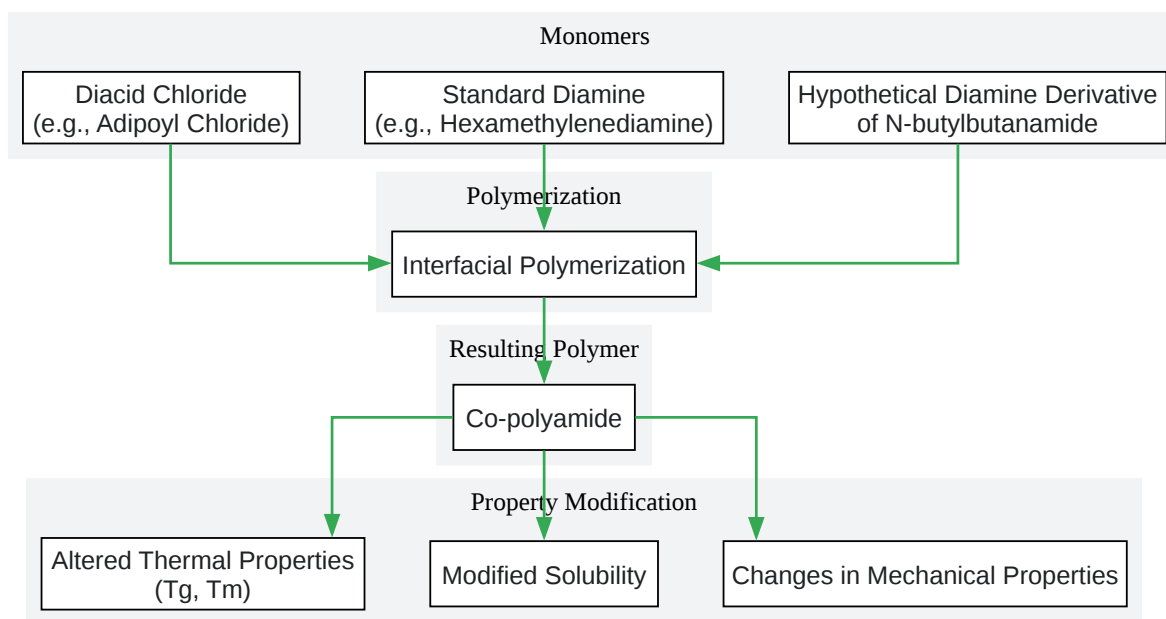 Monomers
Diacid Chloride
(e.g., Adipoyl Chloride)
Standard Diamine
(e.g., Hexamethylenediamine)
Hypothetical Diamine Derivative
of N-butylbutanamide
Polymerization
Interfacial Polymerization
Resulting Polymer
Co-polyamide
Property Modification
Altered Thermal Properties
(Tg, Tm)
Modified Solubility
Changes in Mechanical Properties